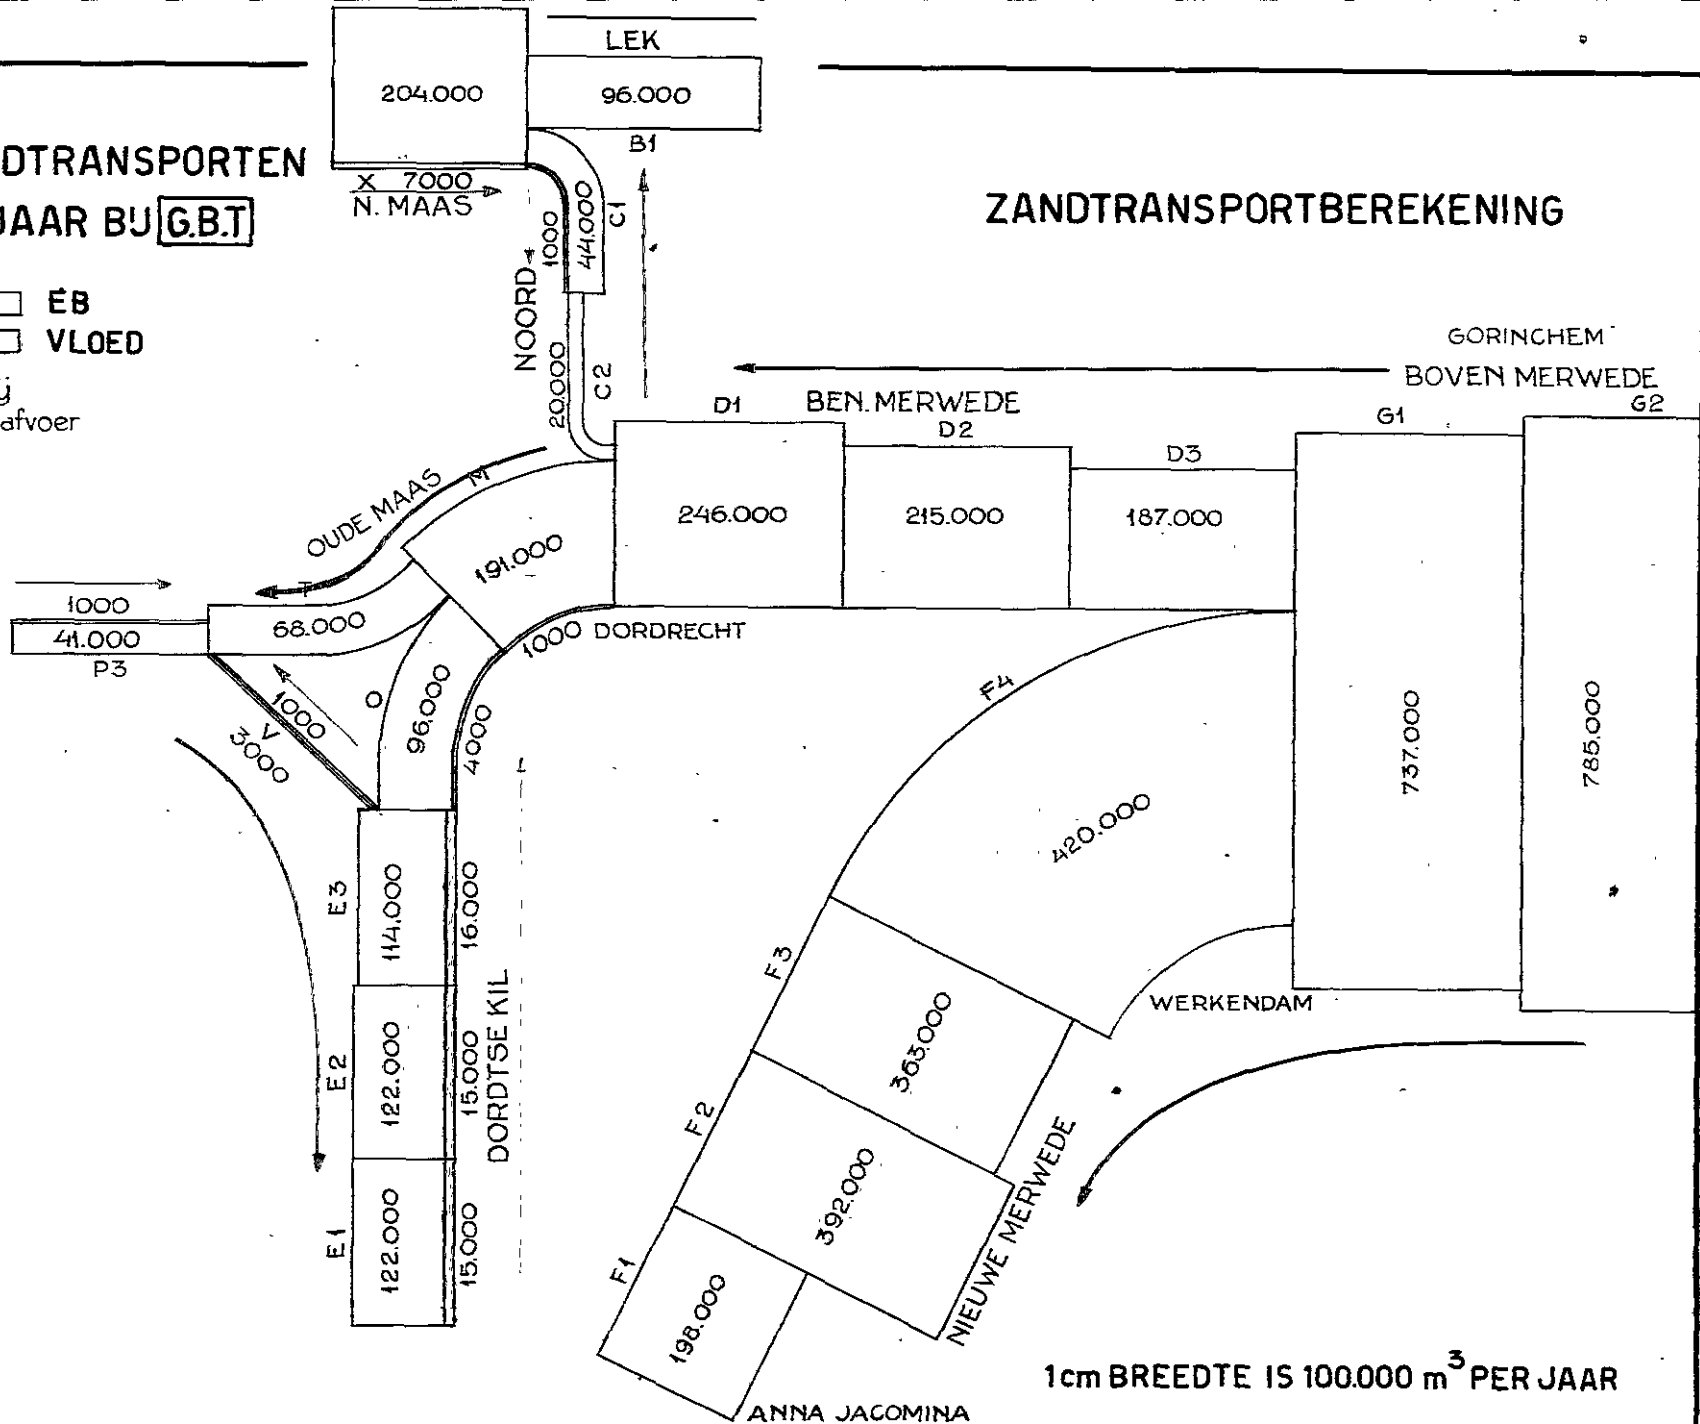 LEK
204.000
96.000
B1
DTRANSPORTEN
JAAR BIJ G.B.T
X 7000
N. MAAS
ZANDTRANSPORTBEREKENING
1000
44.000
C1
NOORD
EB
VLOED
afvoer
20.000
C2
GORINCHEM
BOVEN MERWEDE
D1
BEN. MERWEDE
D2
D3
G1
G2
OUDE MAAS
M
246.000
215.000
187.000
191.000
T
1000
41.000
P3
68.000
1000 DORDRECHT
O
96.000
4000
1000
V
3000
F4
420.000
737.000
785.000
E3
114.000
16.000
F3
363.000
WERKENDAM
E2
122.000
15.000
DORDTSE KIL
F2
392.000
NIEUWE MERWEDE
E1
122.000
15.000
F1
198.000
1cm BREEDTE IS 100.000 m³ PER JAAR
ANNA JACOMINA